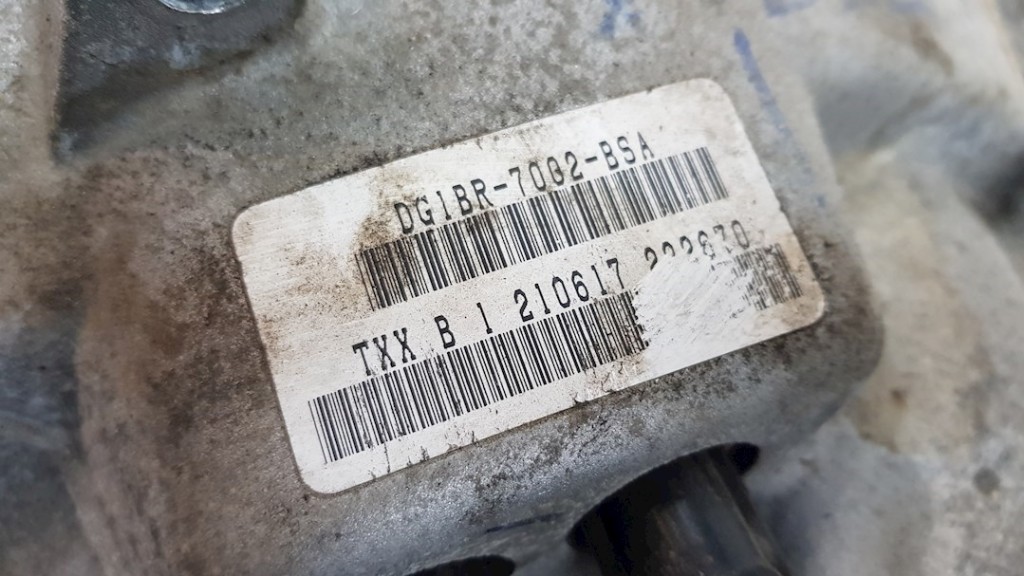 DG1BR-7002-BSA
TXX B 1 210617